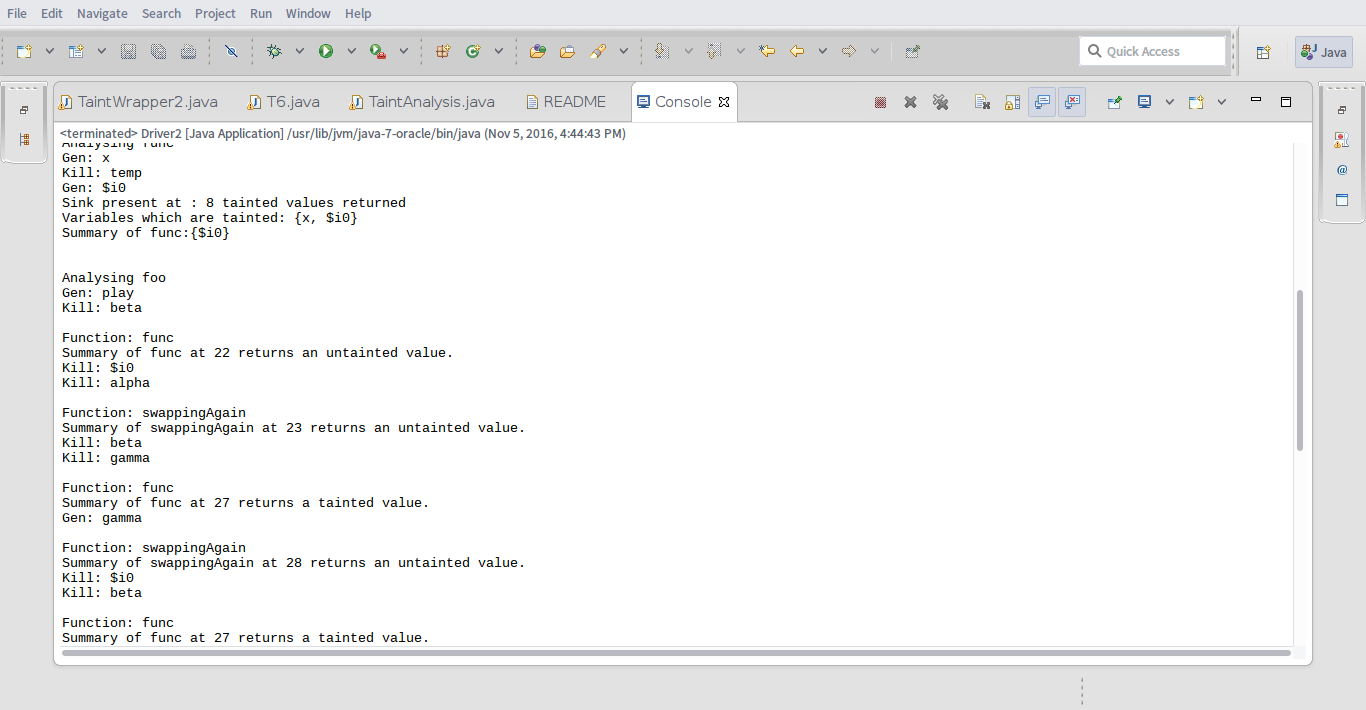 File Edit Navigate Search Project Run Window Help
Quick Access
Java
TaintWrapper2.java T6.java TaintAnalysis.java README Console
<terminated> Driver2 [Java Application] /usr/lib/jvm/java-7-oracle/bin/java (Nov 5, 2016, 4:44:43 PM)
Analysing func
Gen: x
Kill: temp
Gen: $i0
Sink present at : 8 tainted values returned
Variables which are tainted: {x, $i0}
Summary of func:{$i0}
Analysing foo
Gen: play
Kill: beta
Function: func
Summary of func at 22 returns an untainted value.
Kill: $i0
Kill: alpha
Function: swappingAgain
Summary of swappingAgain at 23 returns an untainted value.
Kill: beta
Kill: gamma
Function: func
Summary of func at 27 returns a tainted value.
Gen: gamma
Function: swappingAgain
Summary of swappingAgain at 28 returns an untainted value.
Kill: $i0
Kill: beta
Function: func
Summary of func at 27 returns a tainted value.